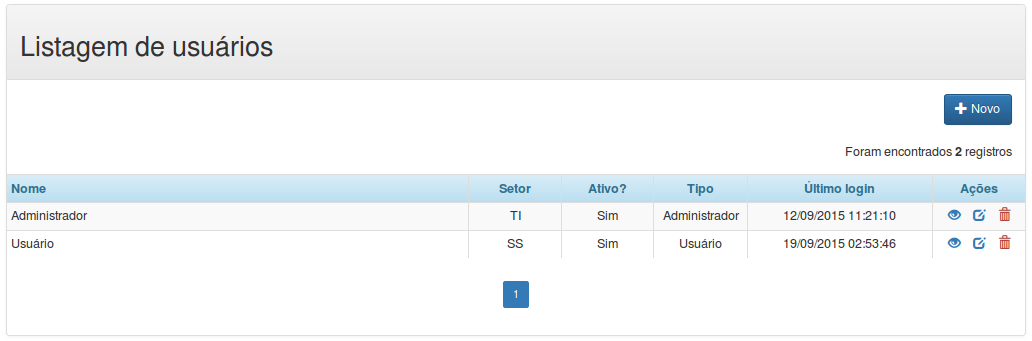 Listagem de usuários
Novo
Foram encontrados 2 registros
Nome Setor Ativo? Tipo Último login Ações
Administrador TI Sim Administrador 12/09/2015 11:21:10
Usuário SS Sim Usuário 19/09/2015 02:53:46
1